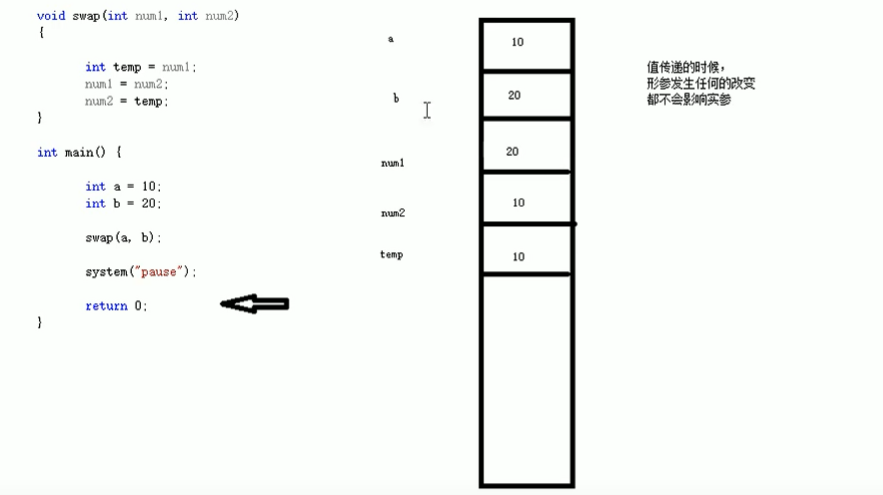 void swap(int num1, int num2)
{
int temp = num1;
num1 = num2;
num2 = temp;
}
int main() {
int a = 10;
int b = 20;
swap(a, b);
system("pause");
return 0;
}
a
10
b
20
num1
20
num2
10
temp
10
值传递的时候，
形参发生任何的改变
都不会影响实参